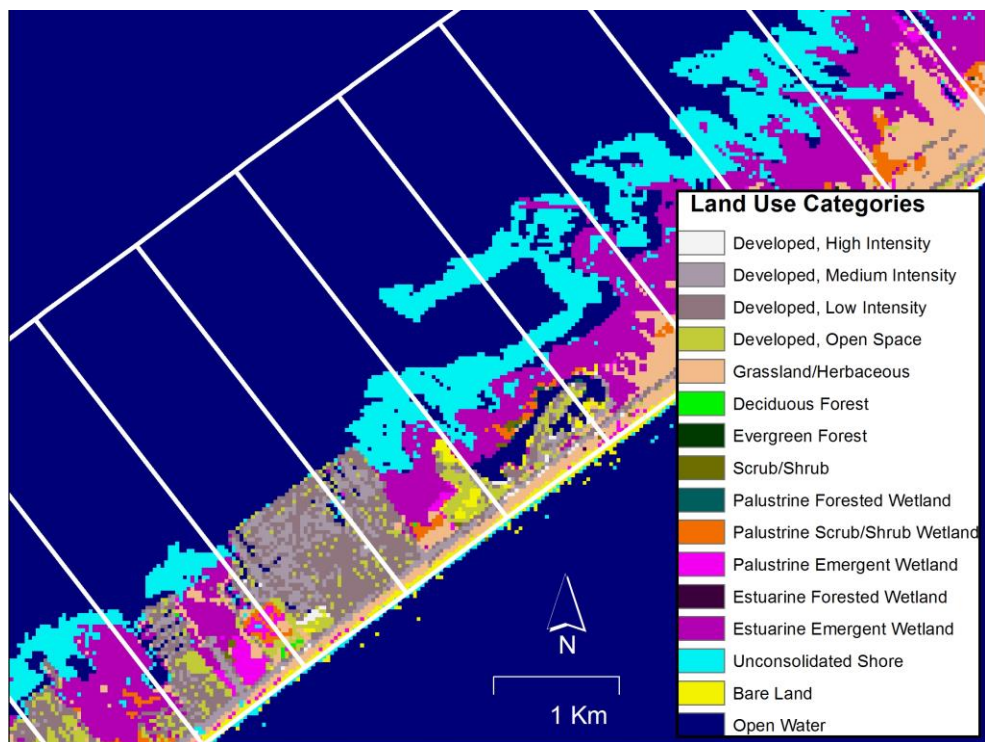 Land Use Categories
Developed, High Intensity
Developed, Medium Intensity
Developed, Low Intensity
Developed, Open Space
Grassland/Herbaceous
Deciduous Forest
Evergreen Forest
Scrub/Shrub
Palustrine Forested Wetland
Palustrine Scrub/Shrub Wetland
Palustrine Emergent Wetland
Estuarine Forested Wetland
Estuarine Emergent Wetland
Unconsolidated Shore
Bare Land
Open Water
N
1 Km